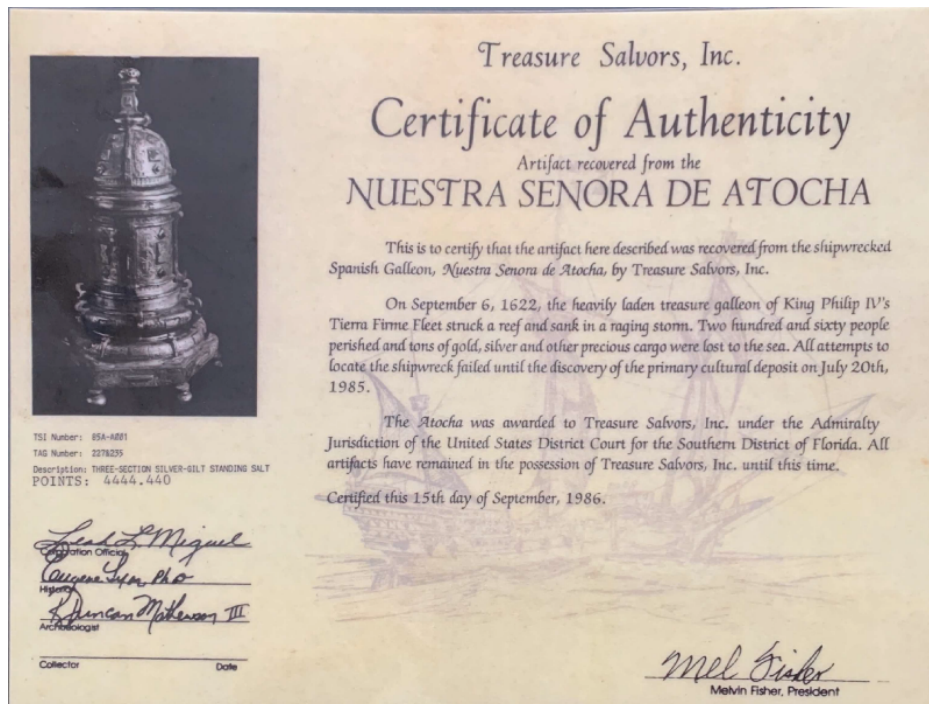 Treasure Salvors, Inc.
Certificate of Authenticity
Artifact recovered from the
NUESTRA SENORA DE ATOCHA
This is to certify that the artifact here described was recovered from the shipwrecked
Spanish Galleon, Nuestra Senora de Atocha, by Treasure Salvors, Inc.
On September 6, 1622, the heavily laden treasure galleon of King Philip IV's
Tierra Firme Fleet struck a reef and sank in a raging storm. Two hundred and sixty people
perished and tons of gold, silver and other precious cargo were lost to the sea. All attempts to
locate the shipwreck failed until the discovery of the primary cultural deposit on July 20th,
1985.
The Atocha was awarded to Treasure Salvors, Inc. under the Admiralty
Jurisdiction of the United States District Court for the Southern District of Florida. All
artifacts have remained in the possession of Treasure Salvors, Inc. until this time.
Certified this 15th day of September, 1986.
TSI Number: 85A-A001
TAG Number: 2278235
Description: THREE-SECTION SILVER-GILT STANDING SALT
POINTS: 4444.440
Leah L Miguel
Corporation Official
Eugene Lyon PhD
Historian
R Duncan Mathewson III
Archaeologist
Collector Date
Mel Fisher
Melvin Fisher, President